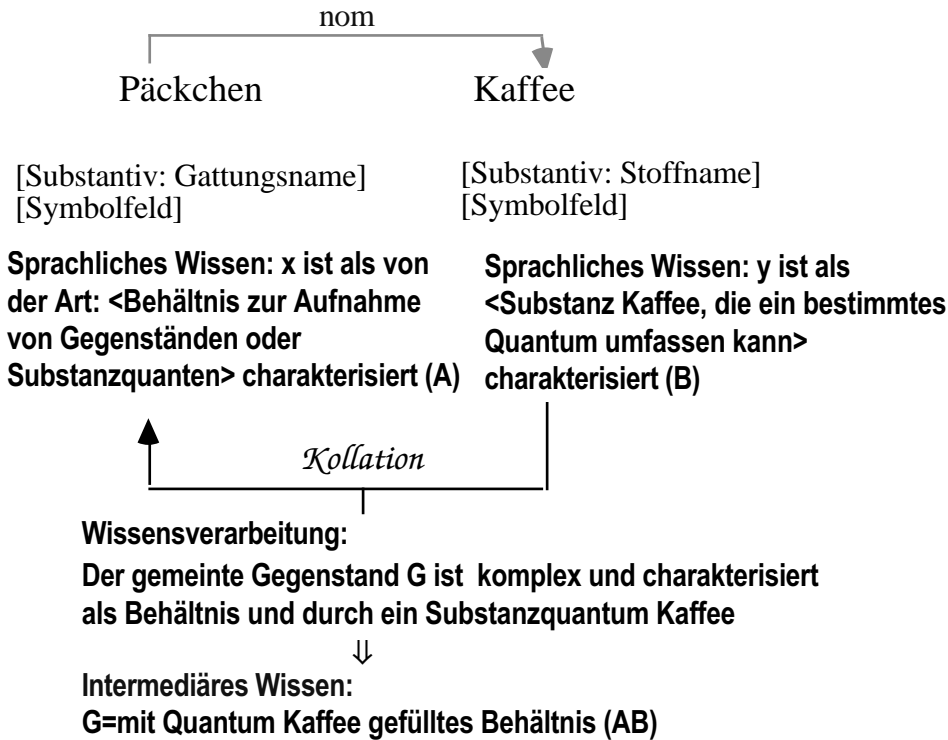 nom
Päckchen Kaffee
[Substantiv: Gattungsname]
[Symbolfeld]
[Substantiv: Stoffname]
[Symbolfeld]
Sprachliches Wissen: x ist als von
der Art: <Behältnis zur Aufnahme
von Gegenständen oder
Substanzquanten> charakterisiert (A)
Sprachliches Wissen: y ist als
<Substanz Kaffee, die ein bestimmtes
Quantum umfassen kann>
charakterisiert (B)
Kollation
Wissensverarbeitung:
Der gemeinte Gegenstand G ist komplex und charakterisiert
als Behältnis und durch ein Substanzquantum Kaffee
⇓
Intermediäres Wissen:
G=mit Quantum Kaffee gefülltes Behältnis (AB)